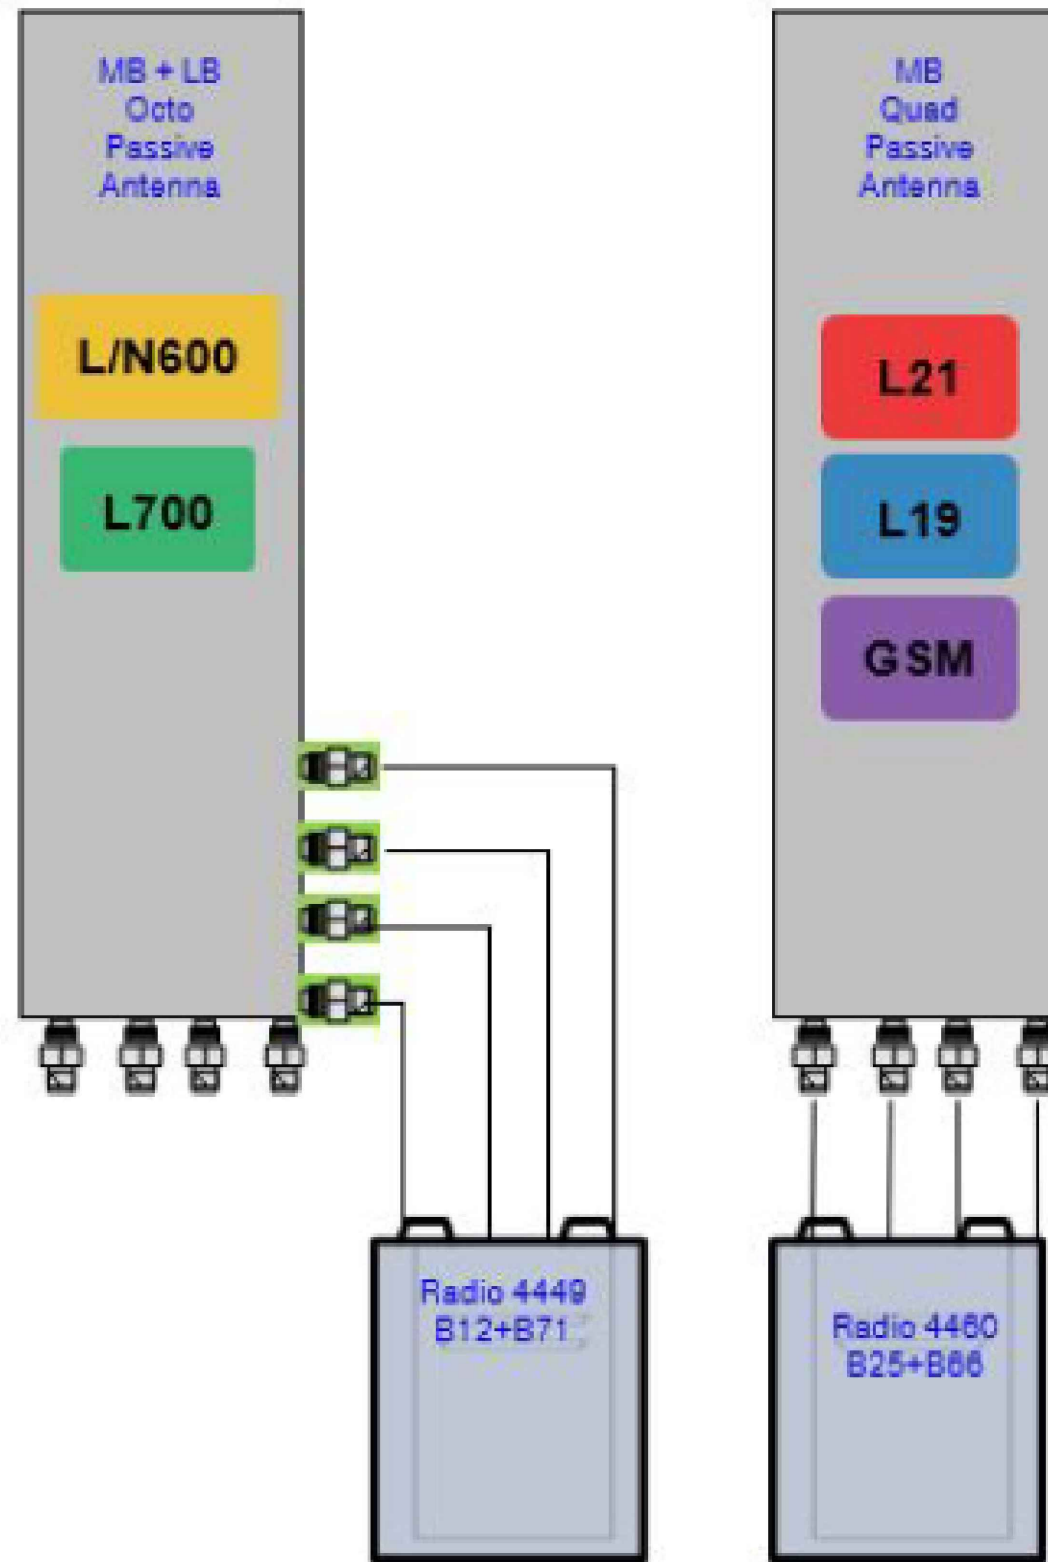 MB + LB
Octo
Passive
Antenna
L/N600
L700
Radio 4449
B12+B71
MB
Quad
Passive
Antenna
L21
L19
GSM
Radio 4460
B25+B66